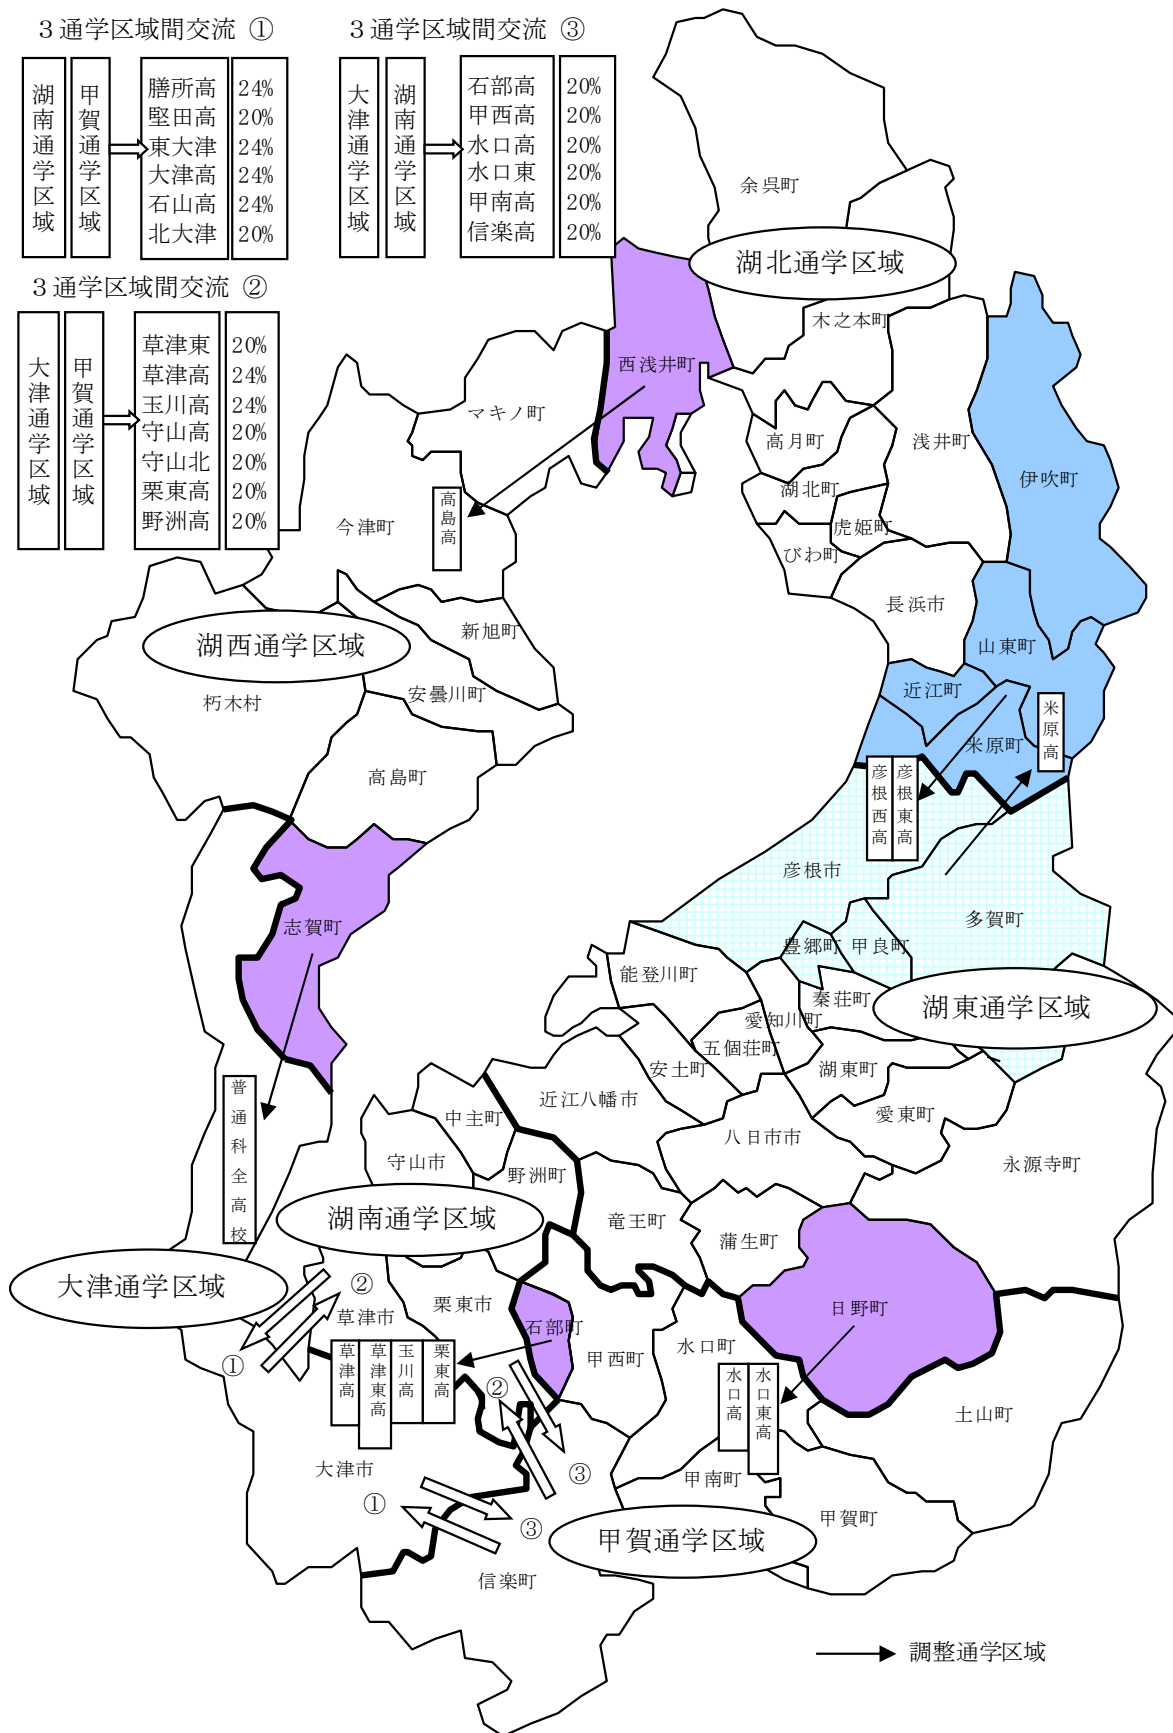 ３通学区域間交流 ①
湖南通学区域
甲賀通学区域
膳所高 24%
堅田高 20%
東大津 24%
大津高 24%
石山高 24%
北大津 20%
３通学区域間交流 ③
大津通学区域
湖南通学区域
石部高 20%
甲西高 20%
水口高 20%
水口東 20%
甲南高 20%
信楽高 20%
３通学区域間交流 ②
大津通学区域
甲賀通学区域
草津東 20%
草津高 24%
玉川高 24%
守山高 20%
守山北 20%
栗東高 20%
野洲高 20%
余呉町
湖北通学区域
木之本町
西浅井町
マキノ町
高月町
浅井町
伊吹町
湖北町
虎姫町
びわ町
今津町
高島高
長浜市
新旭町
湖西通学区域
山東町
朽木村
安曇川町
近江町
米原町
米原高
高島町
彦根西高
彦根東高
彦根市
志賀町
多賀町
豊郷町
甲良町
能登川町
秦荘町
湖東通学区域
愛知川町
五個荘町
安土町
湖東町
近江八幡市
愛東町
普通科全高校
中主町
八日市市
守山市
野洲町
永源寺町
湖南通学区域
竜王町
蒲生町
大津通学区域
②
草津市
栗東市
石部町
日野町
①
草津高
草津東高
玉川高
栗東高
甲西町
水口町
②
水口高
水口東高
土山町
大津市
③
甲南町
①
③
甲賀町
甲賀通学区域
信楽町
調整通学区域